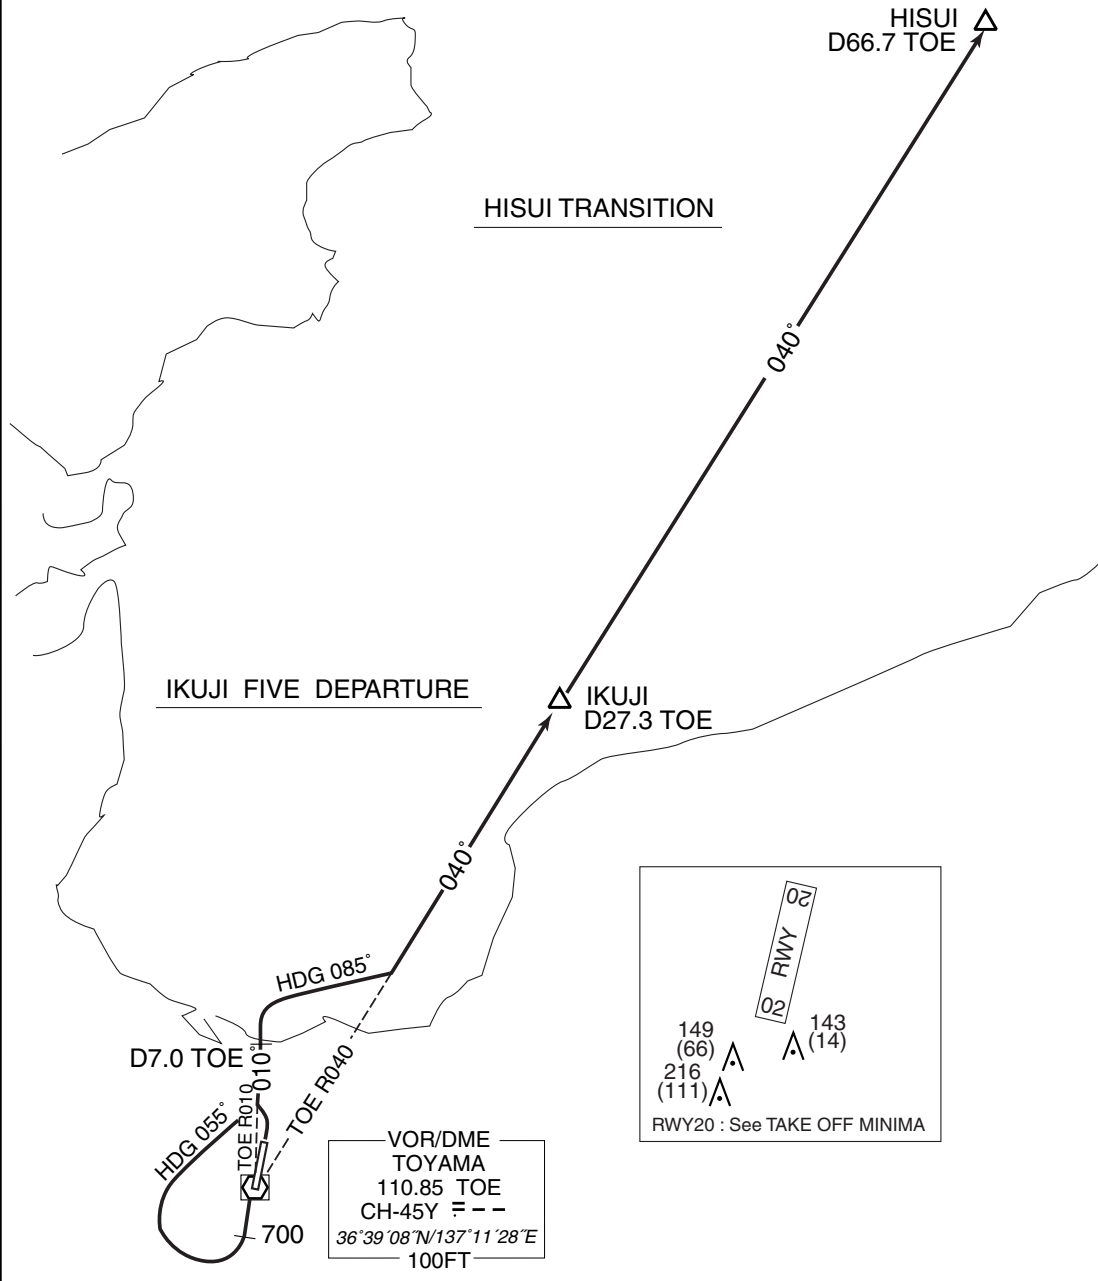 HISUI
D66.7 TOE
HISUI TRANSITION
040°
IKUJI FIVE DEPARTURE
IKUJI
D27.3 TOE
040°
HDG 085°
D7.0 TOE
010°
TOE R010
TOE R040
HDG 055°
700
VOR/DME
TOYAMA
110.85 TOE
CH-45Y
36°39´08˝N/137°11´28˝E
100FT
20
RWY
02
149
(66)
143
(14)
216
(111)
RWY20 : See TAKE OFF MINIMA